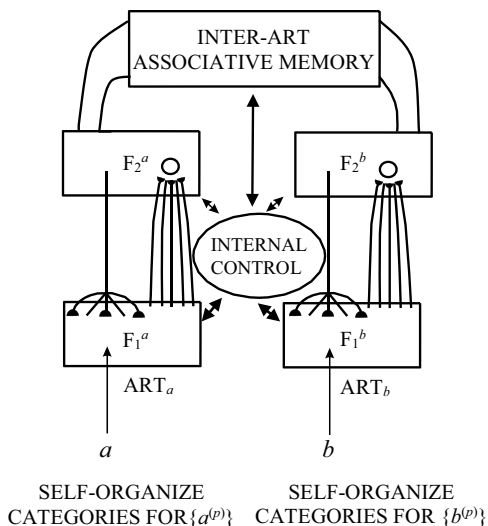 INTER-ART
ASSOCIATIVE MEMORY
F₂ᵃ
F₂ᵇ
INTERNAL
CONTROL
F₁ᵃ
F₁ᵇ
ARTₐ
ART_b
a
b
SELF-ORGANIZE
CATEGORIES FOR{a⁽ᵖ⁾}
SELF-ORGANIZE
CATEGORIES FOR {b⁽ᵖ⁾}